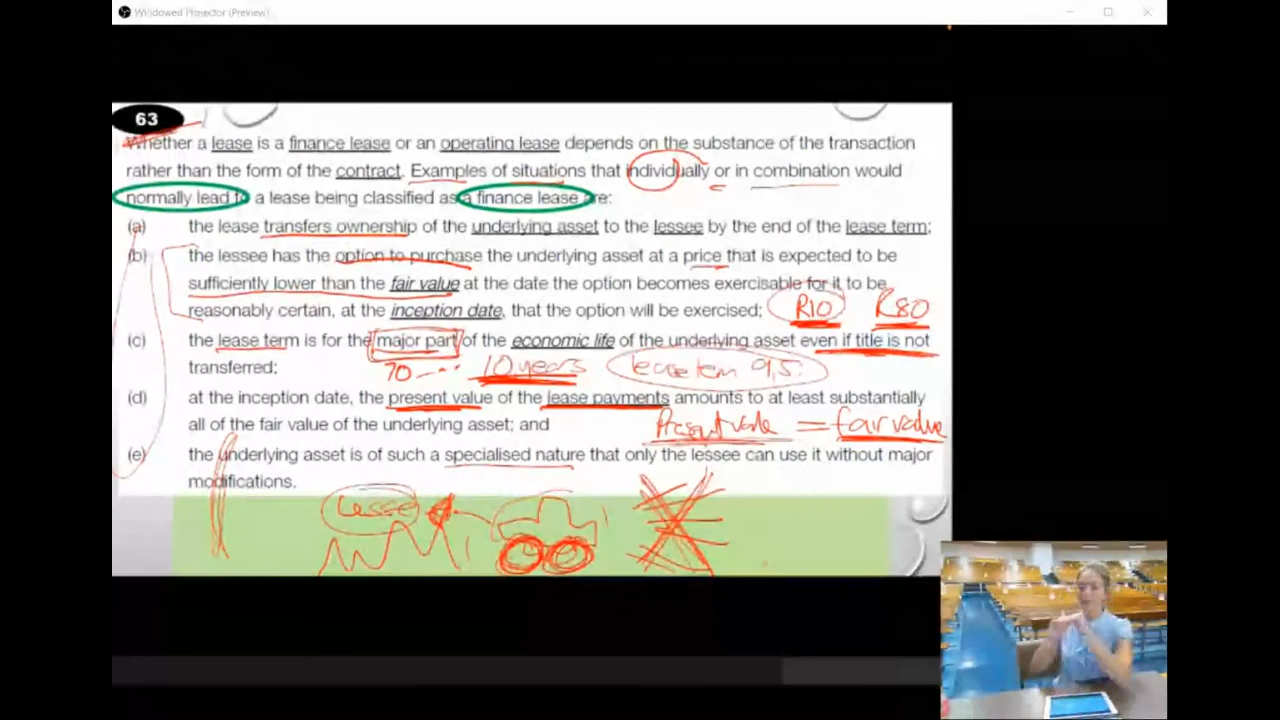 Windowed Projector (Preview)
63
Whether a lease is a finance lease or an operating lease depends on the substance of the transaction
rather than the form of the contract. Examples of situations that individually or in combination would
normally lead to a lease being classified as a finance lease are:
(a) the lease transfers ownership of the underlying asset to the lessee by the end of the lease term;
(b) the lessee has the option to purchase the underlying asset at a price that is expected to be
sufficiently lower than the fair value at the date the option becomes exercisable for it to be
reasonably certain, at the inception date, that the option will be exercised;
R10 R80
(c) the lease term is for the major part of the economic life of the underlying asset even if title is not
transferred;
70 10 years lease term 9,5
(d) at the inception date, the present value of the lease payments amounts to at least substantially
all of the fair value of the underlying asset; and
Present value = fair value
(e) the underlying asset is of such a specialised nature that only the lessee can use it without major
modifications.
Lessee